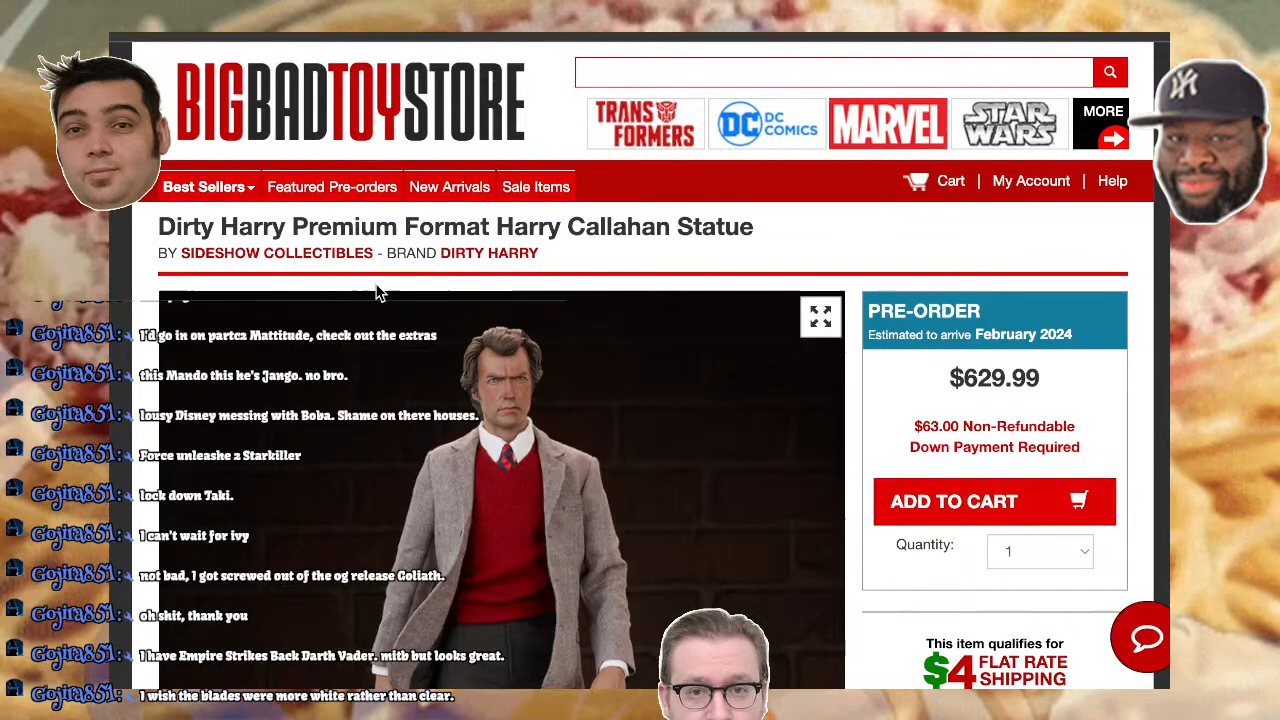 BIGBADTOYSTORE
TRANSFORMERS
DC DC COMICS
MARVEL
STAR WARS
MORE
Best Sellers
Featured Pre-orders
New Arrivals
Sale Items
Cart | My Account | Help
Dirty Harry Premium Format Harry Callahan Statue
BY SIDESHOW COLLECTIBLES - BRAND DIRTY HARRY
PRE-ORDER
Estimated to arrive February 2024
$629.99
$63.00 Non-Refundable
Down Payment Required
ADD TO CART
Quantity: 1
This item qualifies for
$4 FLAT RATE
SHIPPING
Gojira851: I'd go in on partc2 Mattitude, check out the extras
Gojira851: this Mando this he's Jango. no bro.
Gojira851: lousy Disney messing with Boba. Shame on there houses.
Gojira851: Force unleashe 2 Starkiller
Gojira851: lock down Taki.
Gojira851: I can't wait for ivy
Gojira851: not bad, I got screwed out of the og release Goliath.
Gojira851: oh shit, thank you
Gojira851: I have Empire Strikes Back Darth Vader. mitb but looks great.
Gojira851: I wish the blades were more white rather than clear.